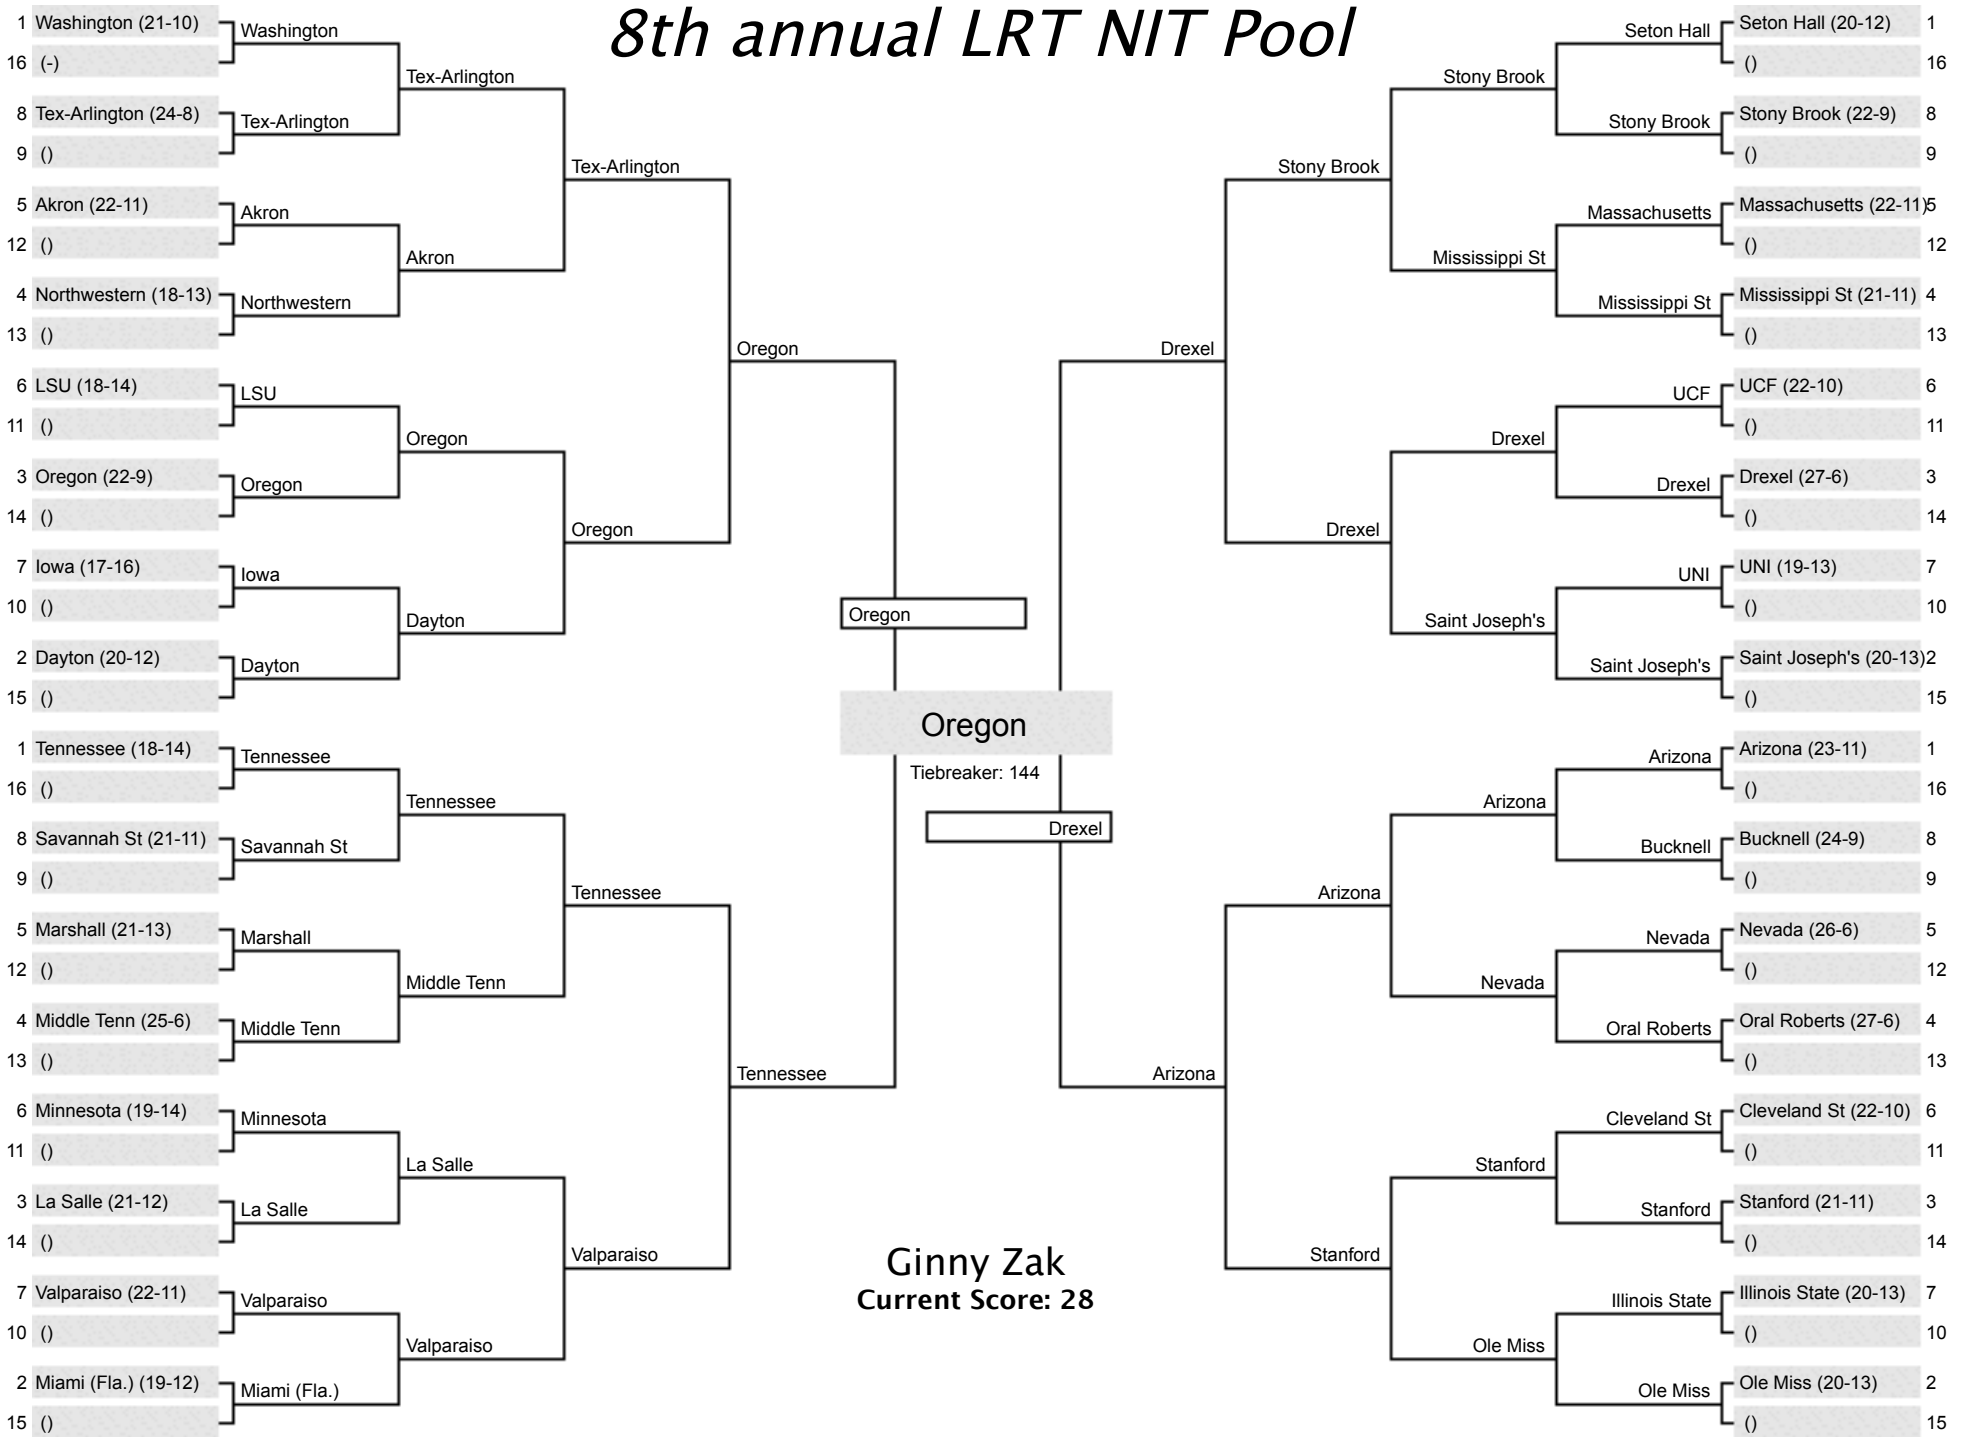 8th annual LRT NIT Pool
1 Washington (21-10)
16 (-)
8 Tex-Arlington (24-8)
9 ()
5 Akron (22-11)
12 ()
4 Northwestern (18-13)
13 ()
6 LSU (18-14)
11 ()
3 Oregon (22-9)
14 ()
7 Iowa (17-16)
10 ()
2 Dayton (20-12)
15 ()
1 Tennessee (18-14)
16 ()
8 Savannah St (21-11)
9 ()
5 Marshall (21-13)
12 ()
4 Middle Tenn (25-6)
13 ()
6 Minnesota (19-14)
11 ()
3 La Salle (21-12)
14 ()
7 Valparaiso (22-11)
10 ()
2 Miami (Fla.) (19-12)
15 ()
Washington
Tex-Arlington
Akron
Northwestern
LSU
Oregon
Iowa
Dayton
Tennessee
Savannah St
Marshall
Middle Tenn
Minnesota
La Salle
Valparaiso
Miami (Fla.)
Tex-Arlington
Akron
Oregon
Dayton
Tennessee
Middle Tenn
La Salle
Valparaiso
Tex-Arlington
Oregon
Tennessee
Valparaiso
Oregon
Tennessee
Oregon
Oregon
Tiebreaker: 144
Drexel
Ginny Zak
Current Score: 28
Drexel
Arizona
Stony Brook
Drexel
Arizona
Stanford
Stony Brook
Mississippi St
Drexel
Saint Joseph's
Arizona
Nevada
Stanford
Ole Miss
Seton Hall
Stony Brook
Massachusetts
Mississippi St
UCF
Drexel
UNI
Saint Joseph's
Arizona
Bucknell
Nevada
Oral Roberts
Cleveland St
Stanford
Illinois State
Ole Miss
Seton Hall (20-12) 1
() 16
Stony Brook (22-9) 8
() 9
Massachusetts (22-11) 5
() 12
Mississippi St (21-11) 4
() 13
UCF (22-10) 6
() 11
Drexel (27-6) 3
() 14
UNI (19-13) 7
() 10
Saint Joseph's (20-13) 2
() 15
Arizona (23-11) 1
() 16
Bucknell (24-9) 8
() 9
Nevada (26-6) 5
() 12
Oral Roberts (27-6) 4
() 13
Cleveland St (22-10) 6
() 11
Stanford (21-11) 3
() 14
Illinois State (20-13) 7
() 10
Ole Miss (20-13) 2
() 15